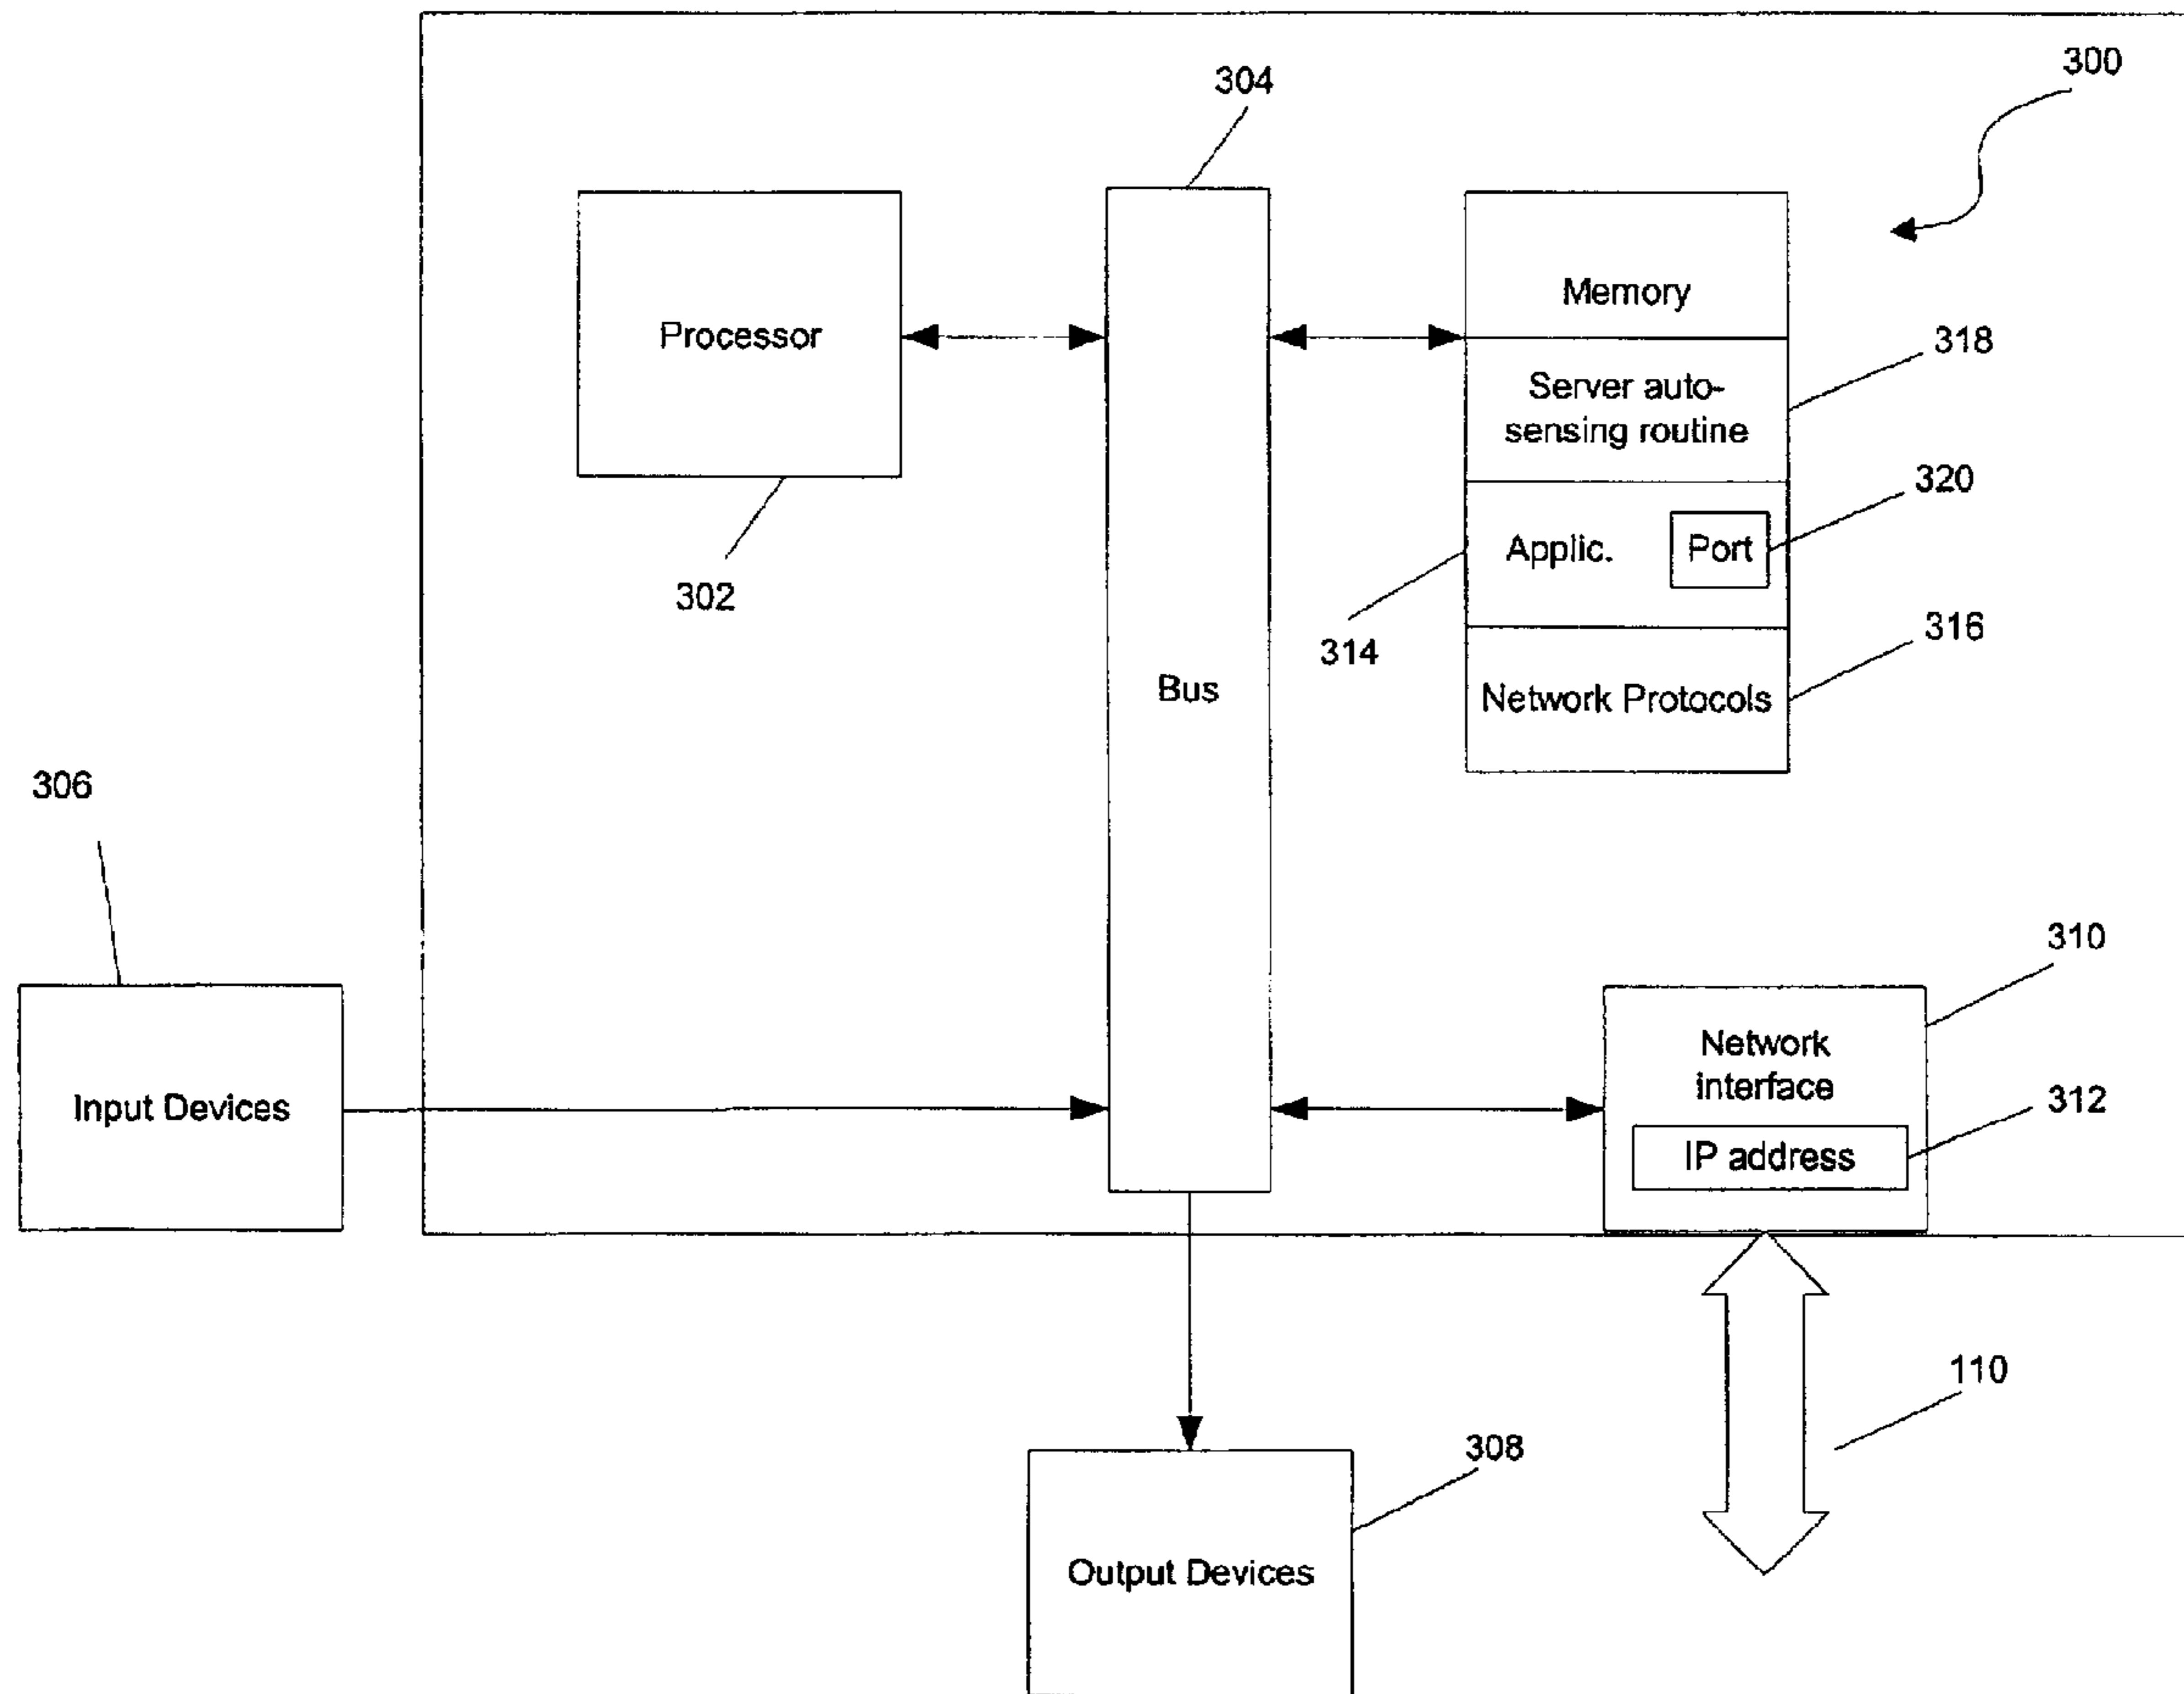 300
304
Memory
Processor
318
Server auto-
sensing routine
320
Applic.
Port
302
314
316
Bus
Network Protocols
306
310
Network
interface
312
Input Devices
IP address
110
308
Output Devices